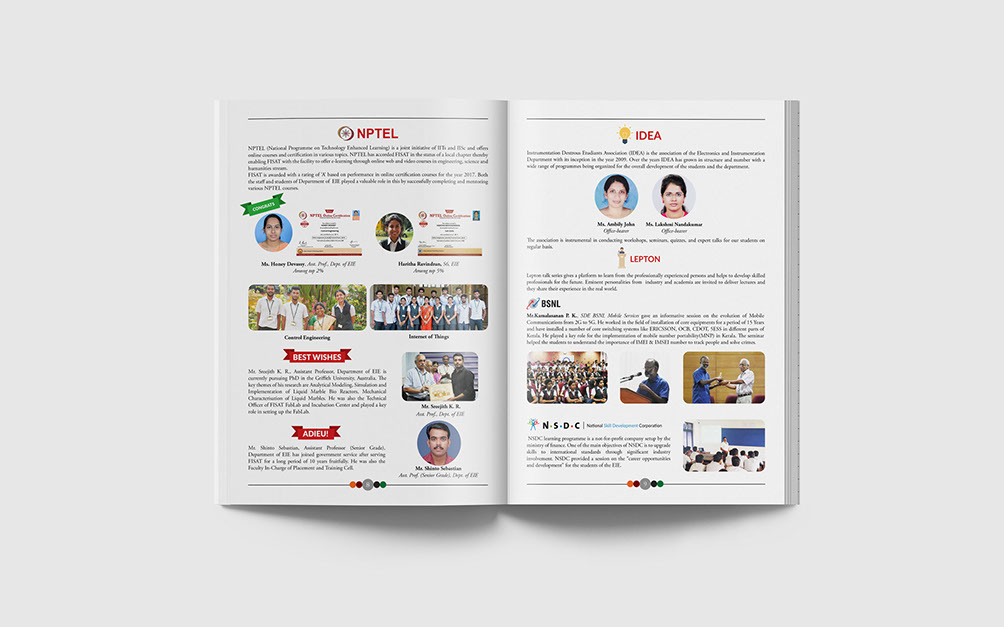 NPTEL
NPTEL (National Programme on Technology Enhanced Learning) is a joint initiative of IITs and IISc and offers
online courses and certification in various topics. NPTEL has accorded FISAT in the status of a local chapter thereby
enabling FISAT with the facility to offer e-learning through online web and video courses in engineering, science and
humanities stream.
FISAT is awarded with a rating of 'A' based on performance in online certification courses for the year 2017. Both
the staff and students of Department of EIE played a valuable role in this by successfully completing and mentoring
various NPTEL courses.
CONGRATS
NPTEL Online Certification
NPTEL Online Certification
Ms. Honey Devassy, Asst. Prof., Dept. of EIE
Among top 2%
Haritha Ravindran, S6, EIE
Among top 5%
Control Engineering
Internet of Things
BEST WISHES
Mr. Sreejith K. R., Assistant Professor, Department of EIE is
currently pursuing PhD in the Griffith University, Australia. The
key themes of his research are Analytical Modeling, Simulation and
Implementation of Liquid Marble Bio Reactors, Mechanical
Characterisation of Liquid Marbles. He was also the Technical
Officer of FISAT FabLab and Incubation Center and played a key
role in setting up the FabLab.
Mr. Sreejith K. R.
Asst. Prof., Dept. of EIE
ADIEU!
Mr. Shinto Sebastian, Assistant Professor (Senior Grade),
Department of EIE has joined government service after serving
FISAT for a long period of 10 years fruitfully. He was also the
Faculty In-Charge of Placement and Training Cell.
Mr. Shinto Sebastian
Asst. Prof. (Senior Grade), Dept. of EIE
IDEA
Instrumentation Dextrous Eradiants Association (IDEA) is the association of the Electronics and Instrumentation
Department with its inception in the year 2009. Over the years IDEA has grown in structure and number with a
wide range of programmes being organized for the overall development of the students and the department.
Ms. Anthily John
Office-bearer
Ms. Lakshmi Nandakumar
Office-bearer
The association is instrumental in conducting workshops, seminars, quizzes, and expert talks for our students on
regular basis.
LEPTON
Lepton talk series gives a platform to learn from the professionally experienced persons and helps to develop skilled
professionals for the future. Eminent personalities from industry and academia are invited to deliver lectures and
they share their experience in the real world.
BSNL
Mr.Kamalasanan P. K, SDE BSNL Mobile Services gave an informative session on the evolution of Mobile
Communications from 2G to 5G. He worked in the field of installation of core equipments for a period of 15 Years
and have installed a number of core switching systems like ERICSSON, OCB, CDOT, SESS in different parts of
Kerala. He played a key role for the implementation of mobile number portability(MNP) in Kerala. The seminar
helped the students to understand the importance of IMEI & IMSEI number to track people and solve crimes.
N·S·D·C National Skill Development Corporation
NSDC learning programme is a not-for-profit company setup by the
ministry of finance. One of the main objectives of NSDC is to upgrade
skills to international standards through significant industry
involvement. NSDC provided a session on the "career opportunities
and development" for the students of the EIE.